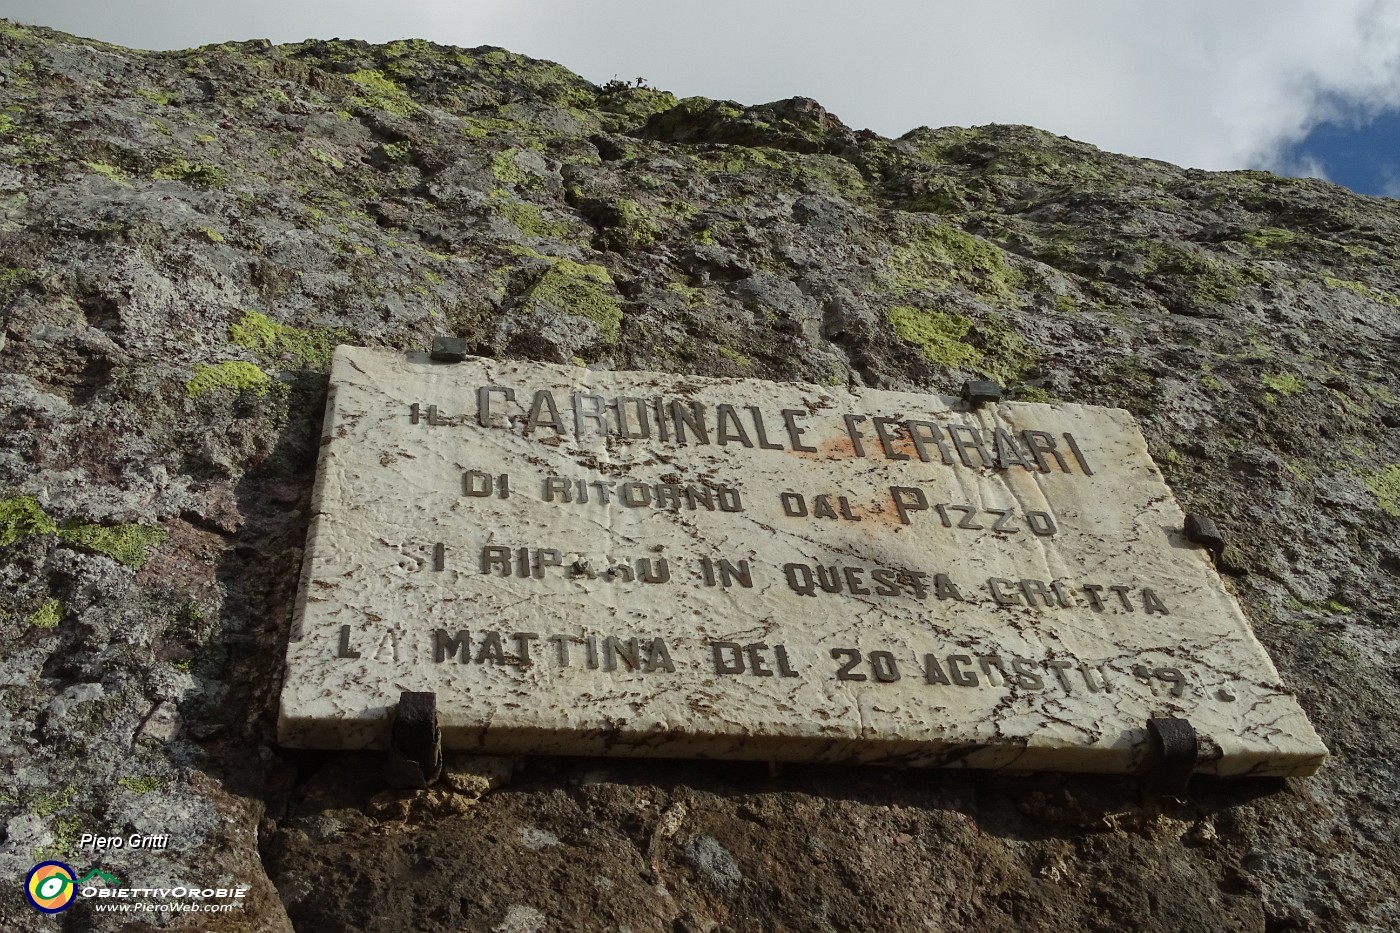 IL CARDINALE FERRARI
DI RITORNO DAL PIZZO
SI RIPARÒ IN QUESTA GROTTA
LA MATTINA DEL 20 AGOSTO
Piero Gritti
OBIETTIVOROBIE
www.PieroWeb.com